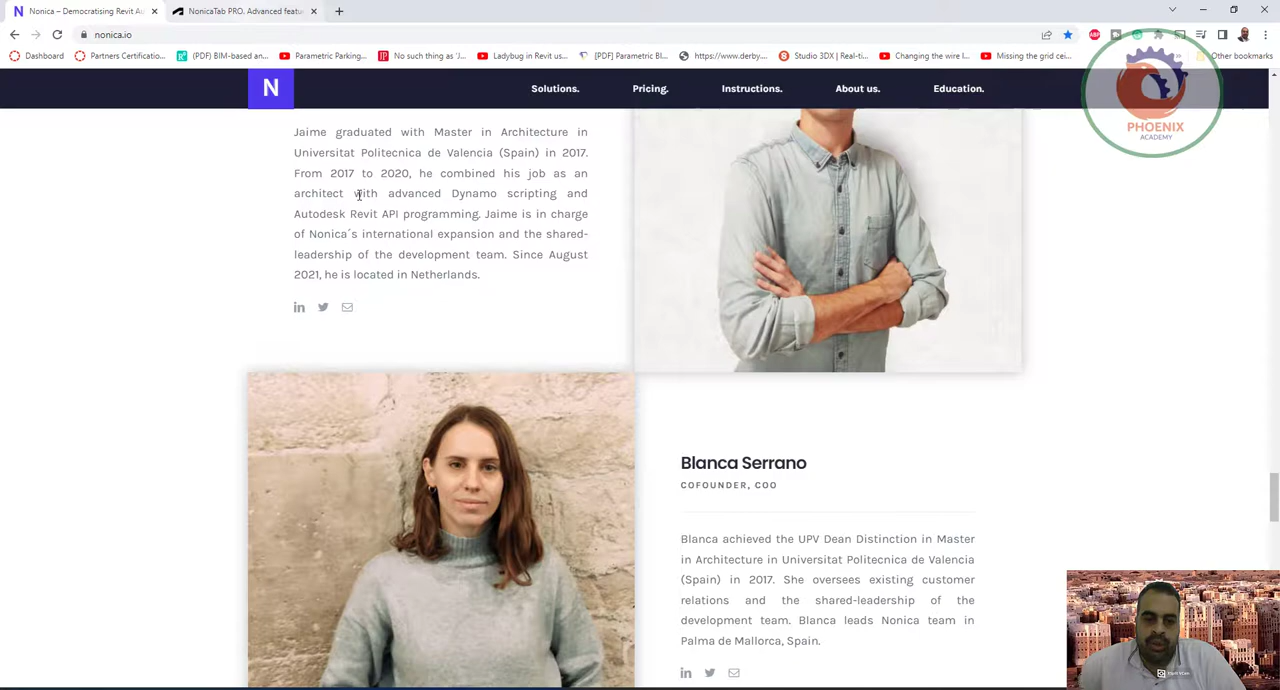 Nonica – Democratising Revit Au
NonicaTab PRO. Advanced featu
nonica.io
Dashboard
Partners Certificatio...
(PDF) BIM-based an...
Parametric Parking...
No such thing as '/...
Ladybug in Revit us...
[PDF] Parametric Bl...
https://www.derby...
Studio 3DX | Real-ti...
Changing the wire l...
Missing the grid cei...
Other bookmarks
N
Solutions.
Pricing.
Instructions.
About us.
Education.
PHOENIX
ACADEMY
Jaime graduated with Master in Architecture in
Universitat Politecnica de Valencia (Spain) in 2017.
From 2017 to 2020, he combined his job as an
architect with advanced Dynamo scripting and
Autodesk Revit API programming. Jaime is in charge
of Nonica´s international expansion and the shared-
leadership of the development team. Since August
2021, he is located in Netherlands.
Blanca Serrano
COFOUNDER, COO
Blanca achieved the UPV Dean Distinction in Master
in Architecture in Universitat Politecnica de Valencia
(Spain) in 2017. She oversees existing customer
relations and the shared-leadership of the
development team. Blanca leads Nonica team in
Palma de Mallorca, Spain.